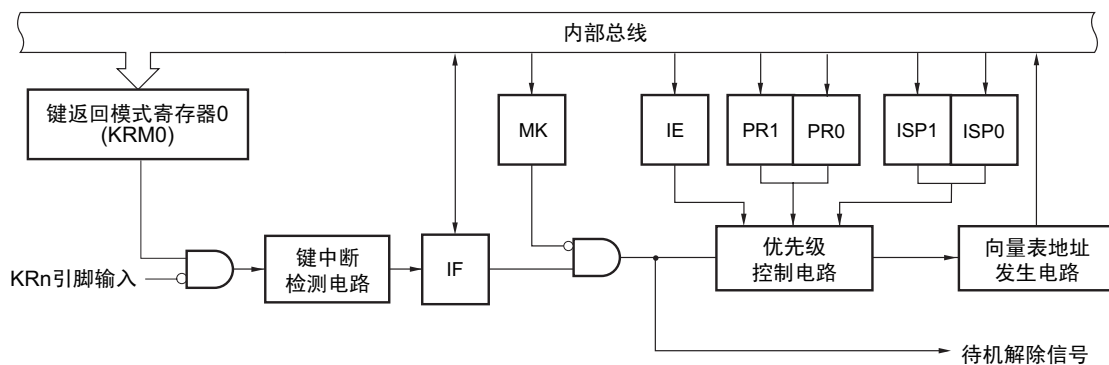 内部总线
键返回模式寄存器0
(KRM0)
MK
IE
PR1
PR0
ISP1
ISP0
KRn引脚输入
键中断
检测电路
IF
优先级
控制电路
向量表地址
发生电路
待机解除信号